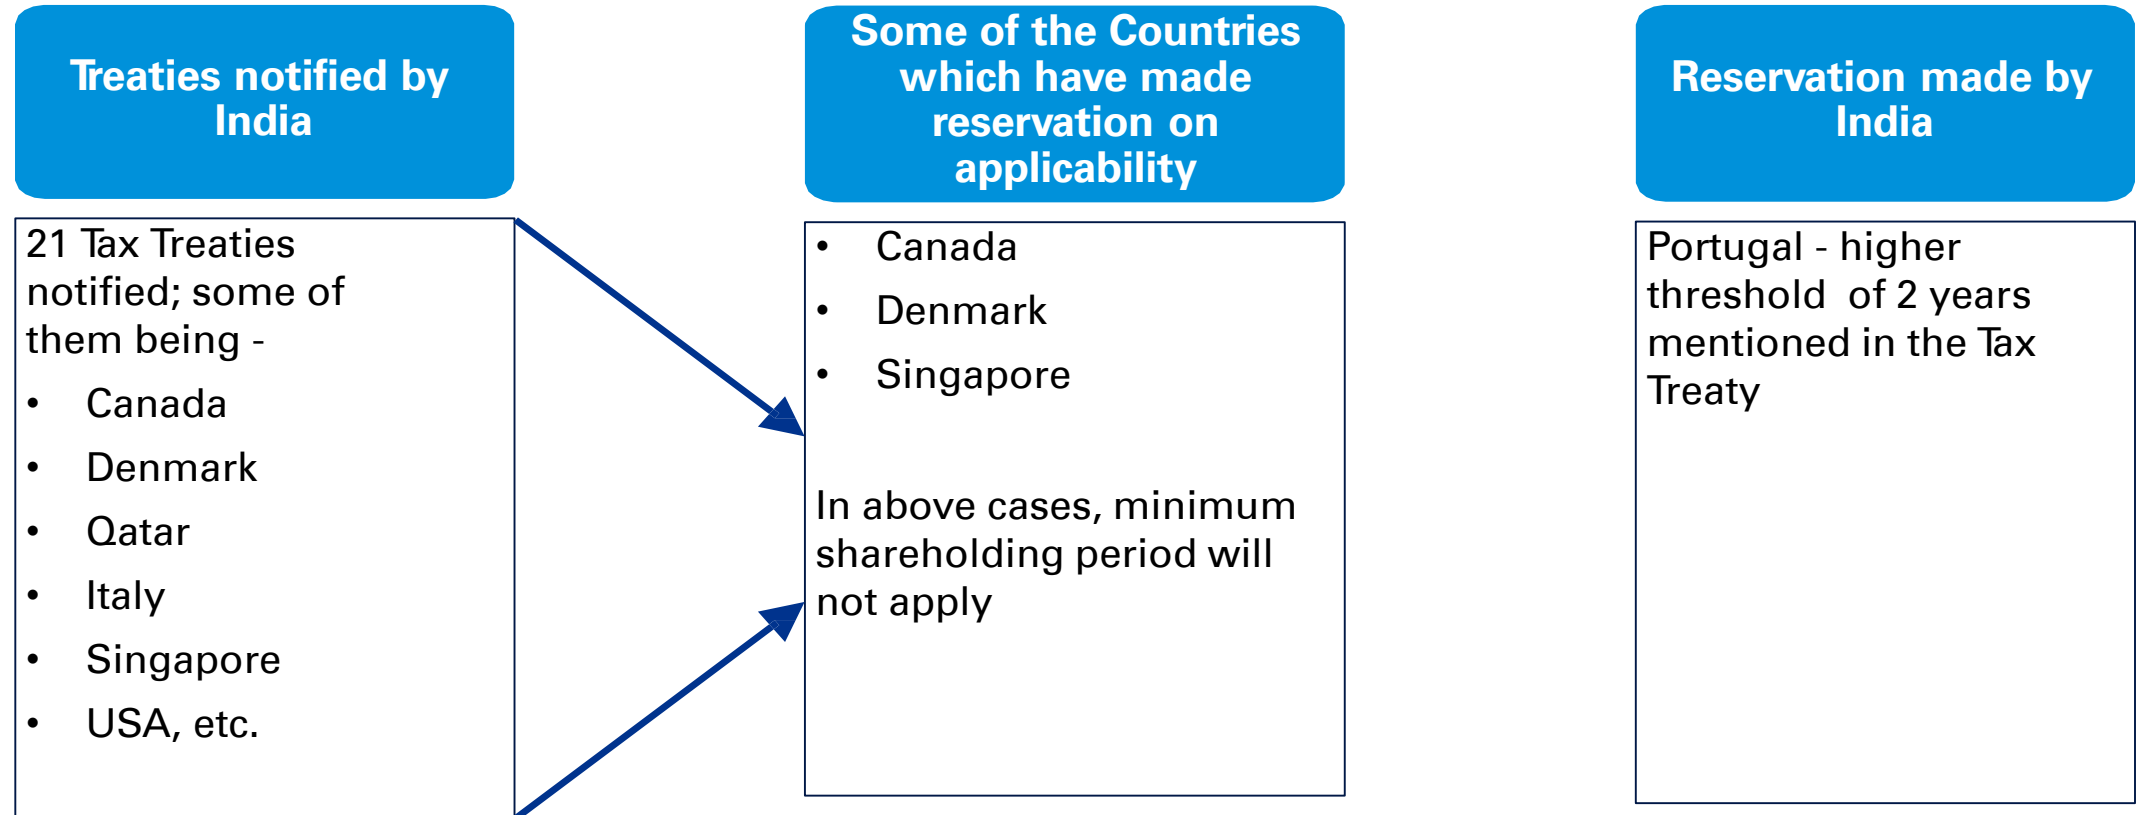 Treaties notified by
India
21 Tax Treaties
notified; some of
them being -
• Canada
• Denmark
• Qatar
• Italy
• Singapore
• USA, etc.
Some of the Countries
which have made
reservation on
applicability
• Canada
• Denmark
• Singapore
In above cases, minimum
shareholding period will
not apply
Reservation made by
India
Portugal - higher
threshold of 2 years
mentioned in the Tax
Treaty